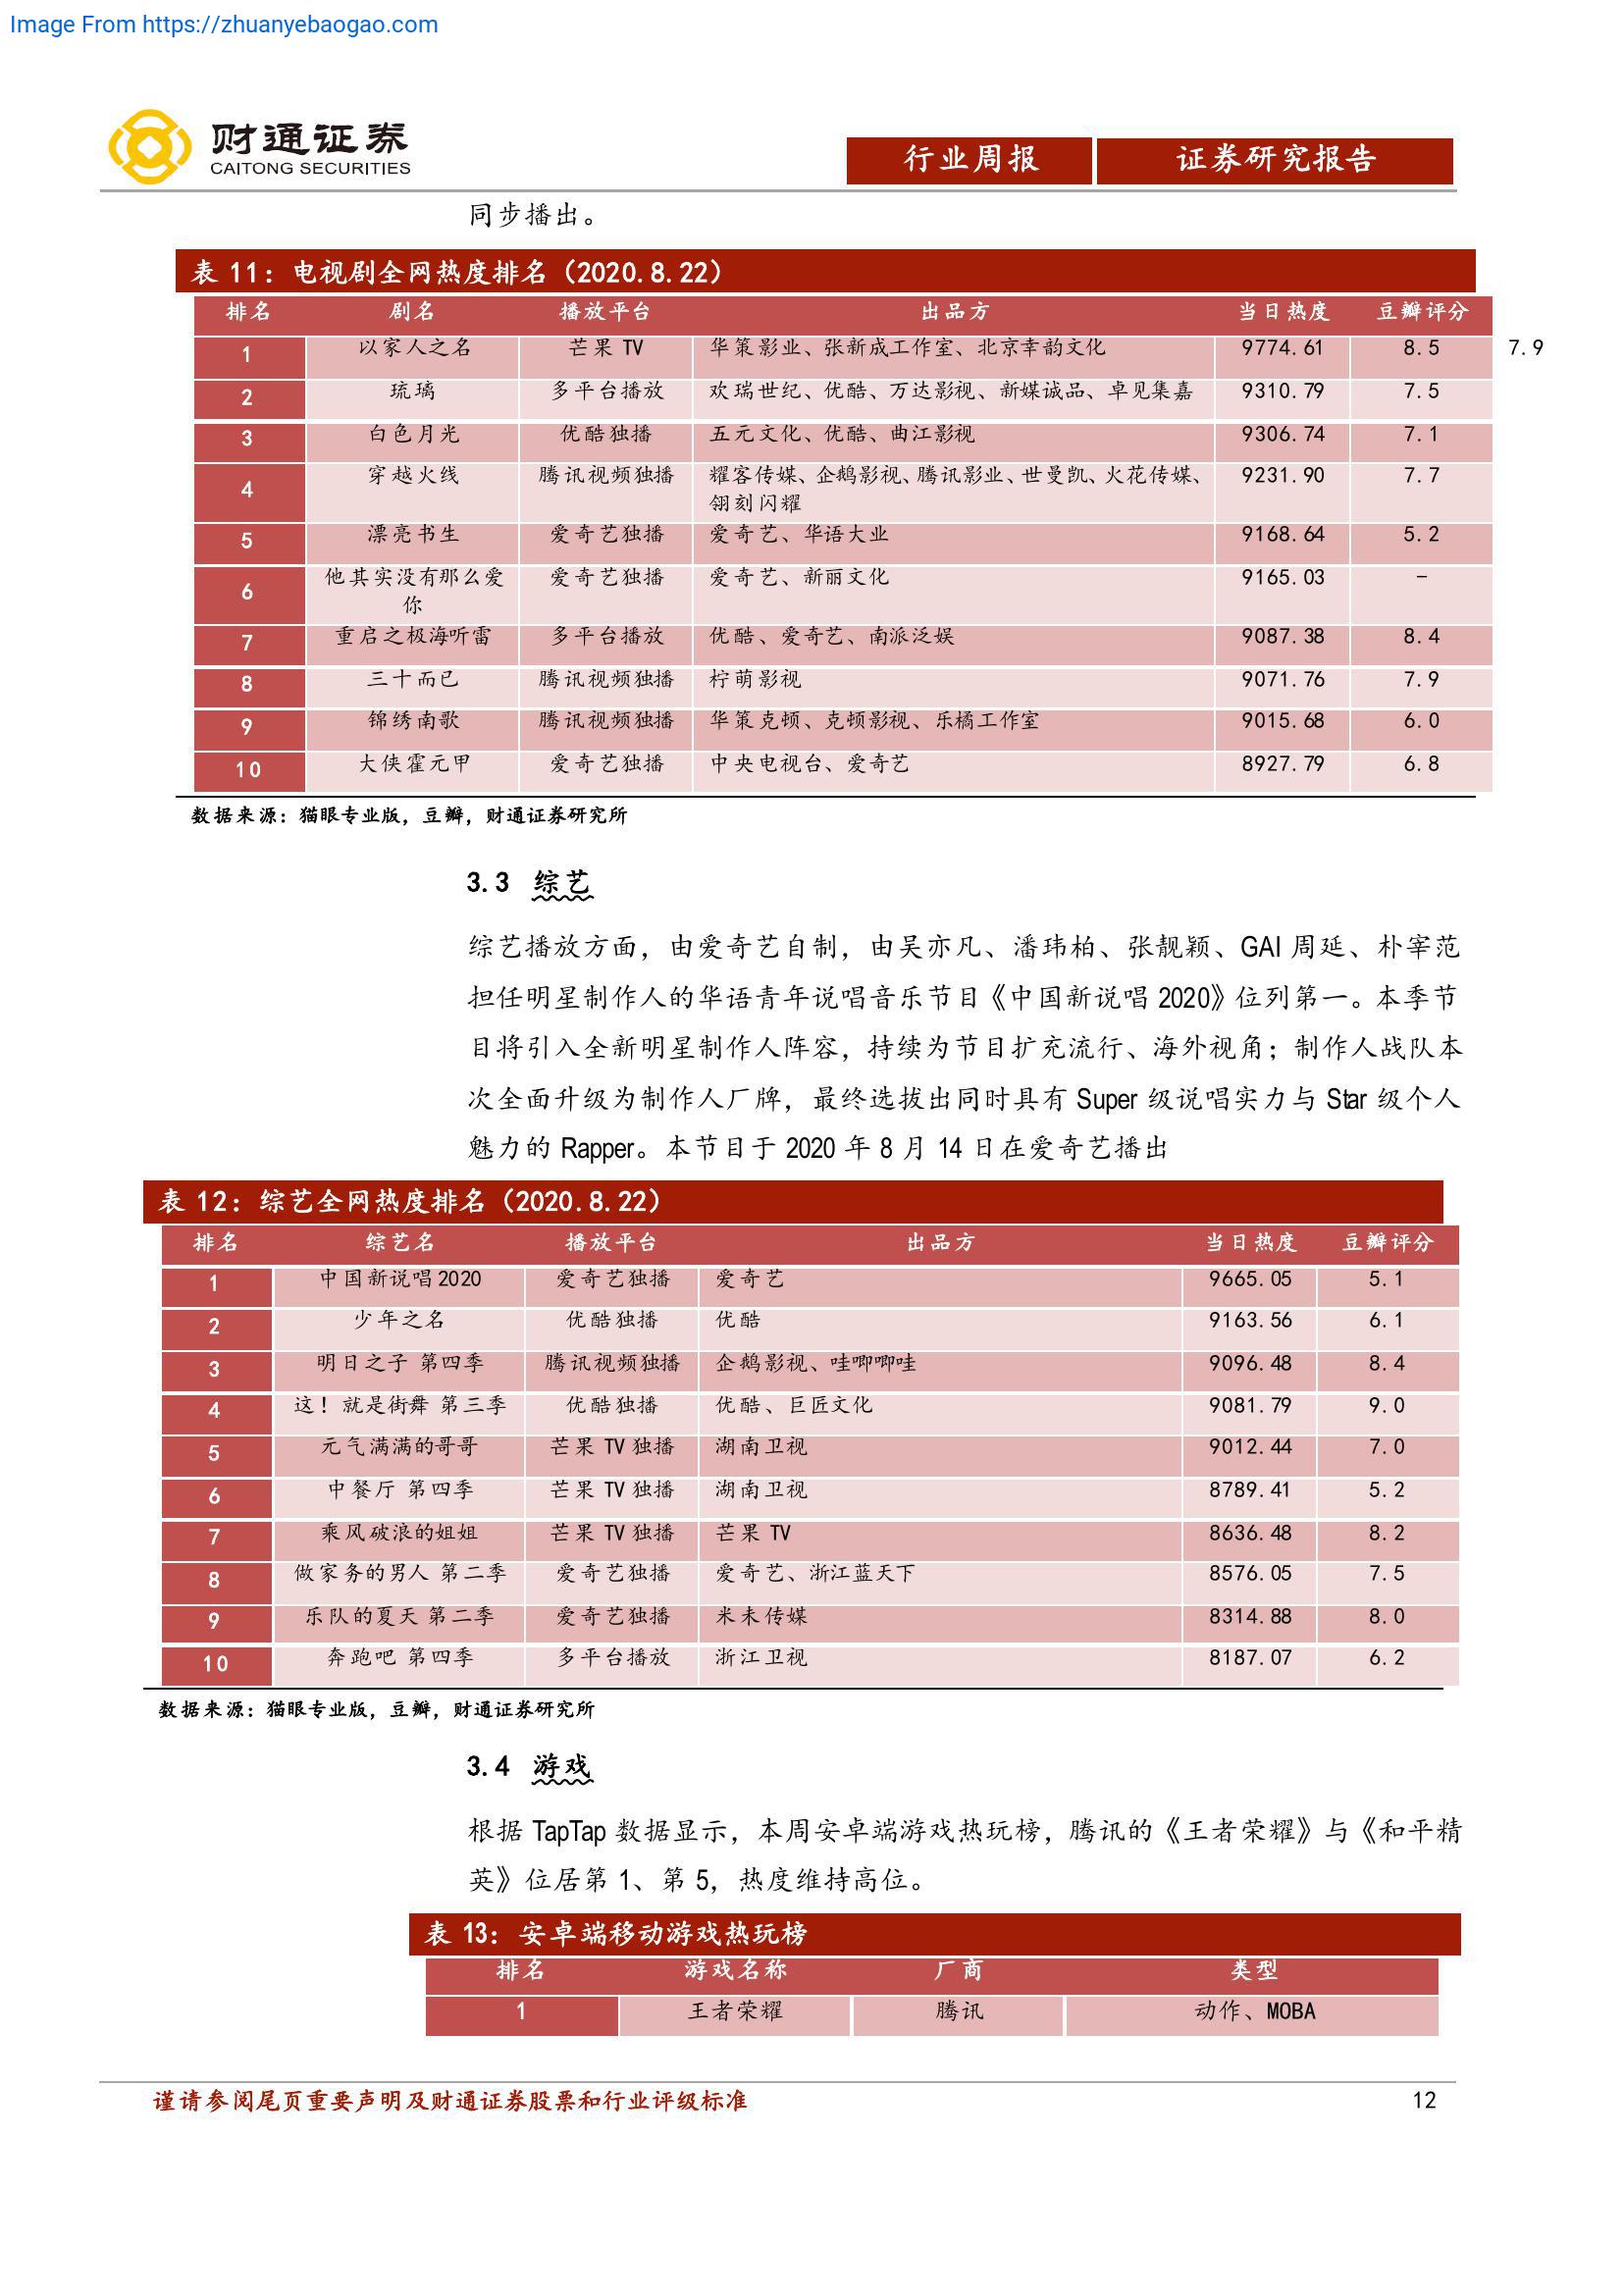 Image From https://zhuanyebaogao.com
财通证券
CAITONG SECURITIES
行业周报 证券研究报告
同步播出。
表 11：电视剧全网热度排名（2020.8.22）
排名 剧名 播放平台 出品方 当日热度 豆瓣评分
1 以家人之名 芒果 TV 华策影业、张新成工作室、北京幸韵文化 9774.61 8.5 7.9
2 琉璃 多平台播放 欢瑞世纪、优酷、万达影视、新媒诚品、卓见集嘉 9310.79 7.5
3 白色月光 优酷独播 五元文化、优酷、曲江影视 9306.74 7.1
4 穿越火线 腾讯视频独播 耀客传媒、企鹅影视、腾讯影业、世曼凯、火花传媒、 9231.90 7.7
翎刻闪耀
5 漂亮书生 爱奇艺独播 爱奇艺、华语大业 9168.64 5.2
6 他其实没有那么爱 爱奇艺独播 爱奇艺、新丽文化 9165.03 -
你
7 重启之极海听雷 多平台播放 优酷、爱奇艺、南派泛娱 9087.38 8.4
8 三十而已 腾讯视频独播 柠萌影视 9071.76 7.9
9 锦绣南歌 腾讯视频独播 华策克顿、克顿影视、乐橘工作室 9015.68 6.0
10 大侠霍元甲 爱奇艺独播 中央电视台、爱奇艺 8927.79 6.8
数据来源：猫眼专业版，豆瓣，财通证券研究所
3.3 综艺
综艺播放方面，由爱奇艺自制，由吴亦凡、潘玮柏、张靓颖、GAI 周延、朴宰范
担任明星制作人的华语青年说唱音乐节目《中国新说唱 2020》位列第一。本季节
目将引入全新明星制作人阵容，持续为节目扩充流行、海外视角；制作人战队本
次全面升级为制作人厂牌，最终选拔出同时具有 Super 级说唱实力与 Star 级个人
魅力的 Rapper。本节目于 2020 年 8 月 14 日在爱奇艺播出
表 12：综艺全网热度排名（2020.8.22）
排名 综艺名 播放平台 出品方 当日热度 豆瓣评分
1 中国新说唱 2020 爱奇艺独播 爱奇艺 9665.05 5.1
2 少年之名 优酷独播 优酷 9163.56 6.1
3 明日之子 第四季 腾讯视频独播 企鹅影视、哇唧唧哇 9096.48 8.4
4 这！就是街舞 第三季 优酷独播 优酷、巨匠文化 9081.79 9.0
5 元气满满的哥哥 芒果 TV 独播 湖南卫视 9012.44 7.0
6 中餐厅 第四季 芒果 TV 独播 湖南卫视 8789.41 5.2
7 乘风破浪的姐姐 芒果 TV 独播 芒果 TV 8636.48 8.2
8 做家务的男人 第二季 爱奇艺独播 爱奇艺、浙江蓝天下 8576.05 7.5
9 乐队的夏天 第二季 爱奇艺独播 米未传媒 8314.88 8.0
10 奔跑吧 第四季 多平台播放 浙江卫视 8187.07 6.2
数据来源：猫眼专业版，豆瓣，财通证券研究所
3.4 游戏
根据 TapTap 数据显示，本周安卓端游戏热玩榜，腾讯的《王者荣耀》与《和平精
英》位居第 1、第 5，热度维持高位。
表 13：安卓端移动游戏热玩榜
排名 游戏名称 厂商 类型
1 王者荣耀 腾讯 动作、MOBA
谨请参阅尾页重要声明及财通证券股票和行业评级标准 12